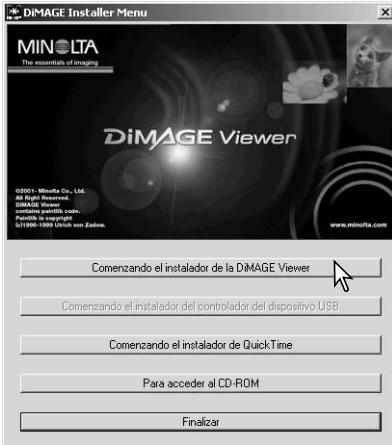 DiMAGE Installer Menu
MINOLTA
The essentials of imaging
DiMAGE Viewer
©2001- Minolta Co., Ltd.
All Right Reserved.
DiMAGE Viewer
contains paintlib code.
Paintlib is copyright
(c)1996-1999 Ulrich von Zadow.
www.minolta.com
Comenzando el instalador de la DiMAGE Viewer
Comenzando el instalador del controlador del dispositivo USB
Comenzando el instalador de QuickTime
Para acceder al CD-ROM
Finalizar